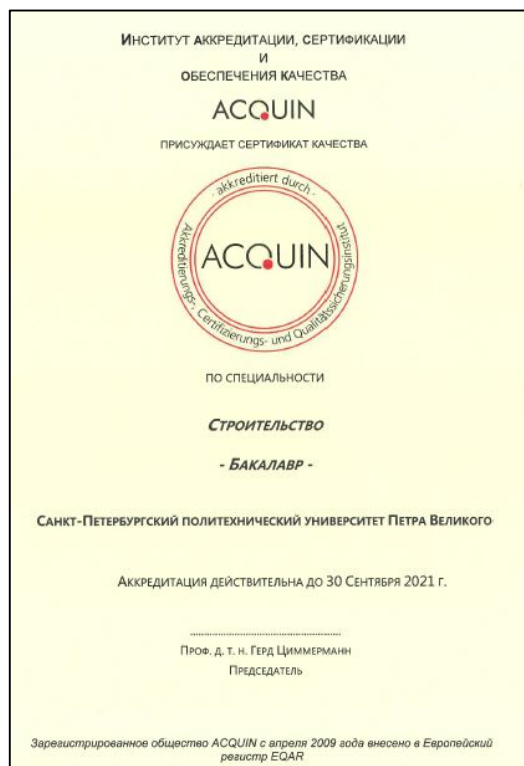 ИНСТИТУТ АККРЕДИТАЦИИ, СЕРТИФИКАЦИИ
И
ОБЕСПЕЧЕНИЯ КАЧЕСТВА
ACQUIN
ПРИСУЖДАЕТ СЕРТИФИКАТ КАЧЕСТВА
· akkreditiert durch ·
ACQUIN
Akkreditierungs-, Certifizierungs- und Qualitätssicherungsinstitut
ПО СПЕЦИАЛЬНОСТИ
СТРОИТЕЛЬСТВО
- БАКАЛАВР -
САНКТ-ПЕТЕРБУРГСКИЙ ПОЛИТЕХНИЧЕСКИЙ УНИВЕРСИТЕТ ПЕТРА ВЕЛИКОГО
АККРЕДИТАЦИЯ ДЕЙСТВИТЕЛЬНА ДО 30 СЕНТЯБРЯ 2021 Г.
ПРОФ. Д. Т. Н. ГЕРД ЦИММЕРМАНН
ПРЕДСЕДАТЕЛЬ
Зарегистрированное общество ACQUIN с апреля 2009 года внесено в Европейский
регистр EQAR